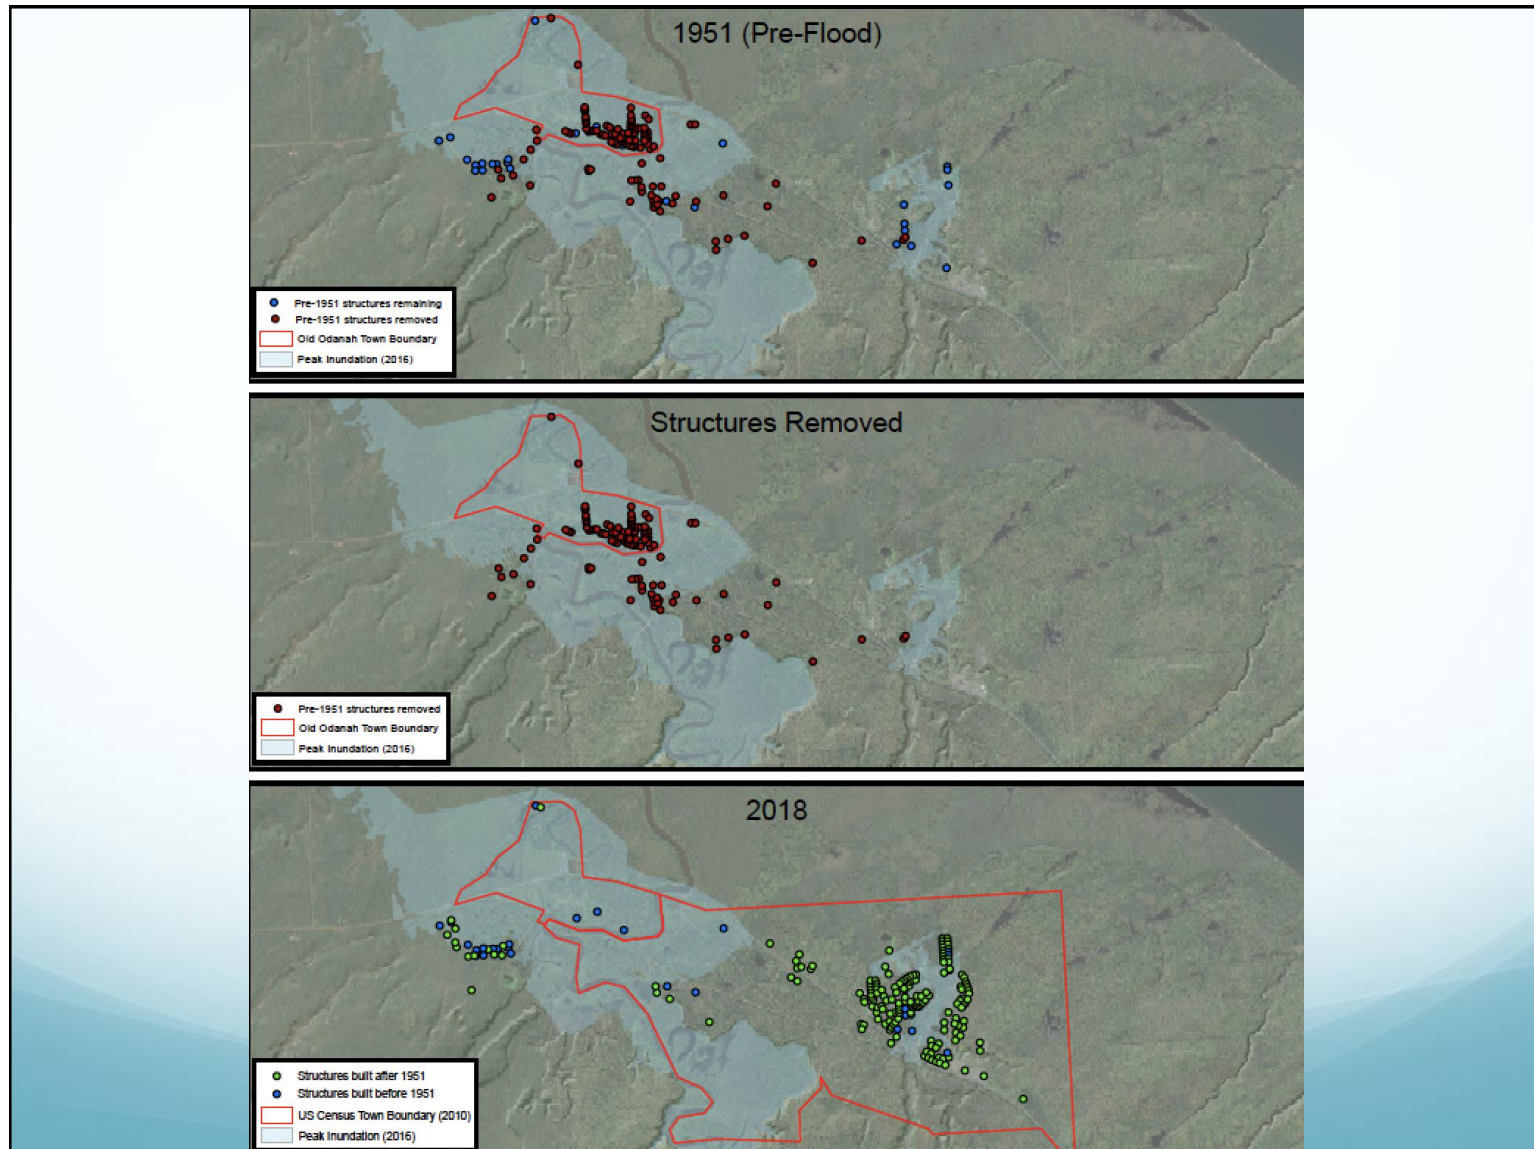 1951 (Pre-Flood)
Pre-1951 structures remaining
Pre-1951 structures removed
Old Odanah Town Boundary
Peak Inundation (2016)
Structures Removed
Pre-1951 structures removed
Old Odanah Town Boundary
Peak Inundation (2016)
2018
Structures built after 1951
Structures built before 1951
US Census Town Boundary (2010)
Peak Inundation (2016)